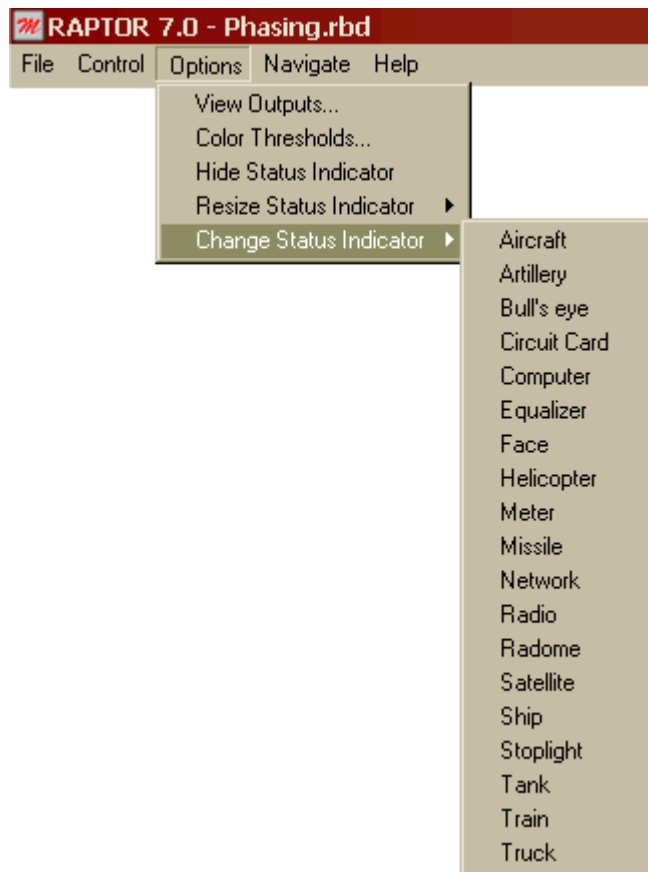 RAPTOR 7.0 - Phasing.rbd
File Control Options Navigate Help
View Outputs...
Color Thresholds...
Hide Status Indicator
Resize Status Indicator
Change Status Indicator
Aircraft
Artillery
Bull's eye
Circuit Card
Computer
Equalizer
Face
Helicopter
Meter
Missile
Network
Radio
Radome
Satellite
Ship
Stoplight
Tank
Train
Truck